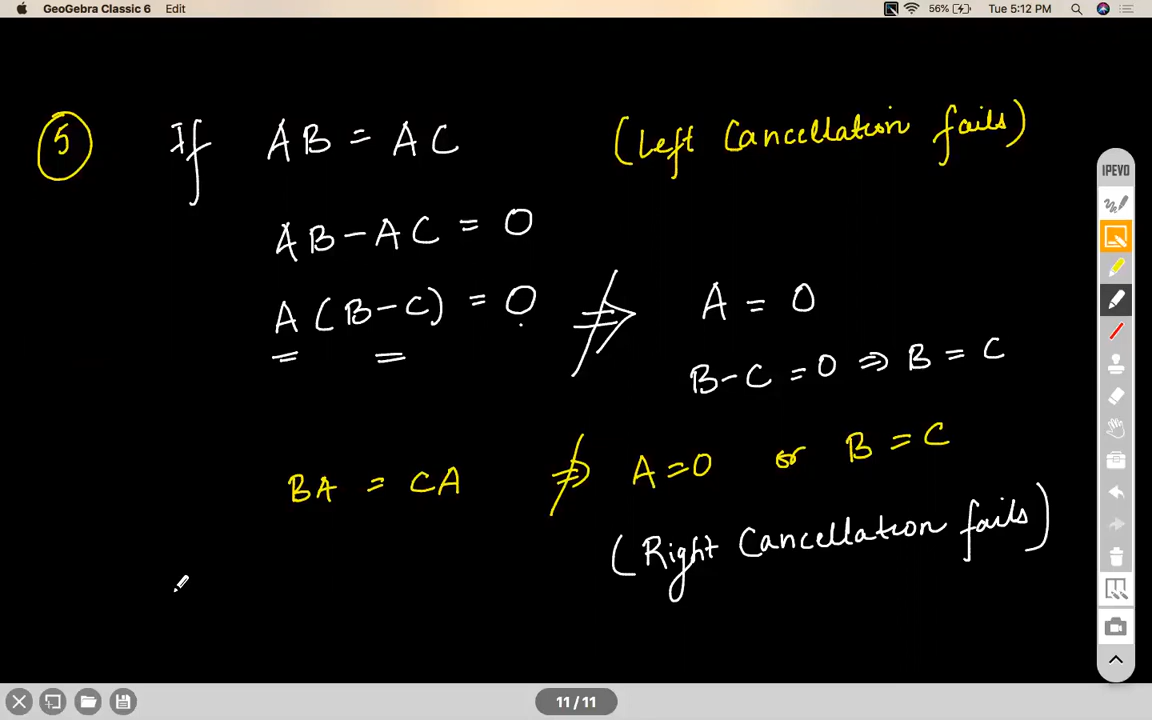 GeoGebra Classic 6 Edit 56% Tue 5:12 PM
5 If AB = AC (Left Cancellation fails)
AB - AC = 0
A(B-C) = 0 ⇏ A = 0
B-C = 0 ⇒ B = C
BA = CA ⇏ A=0 or B = C
(Right Cancellation fails)
IPEVO
11/11